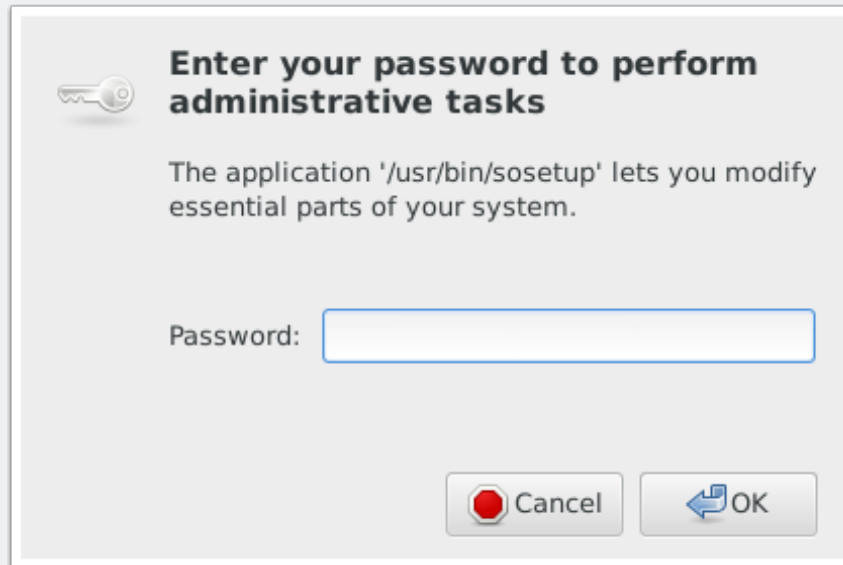 Enter your password to perform
administrative tasks
The application '/usr/bin/sosetup' lets you modify
essential parts of your system.
Password:
Cancel
OK